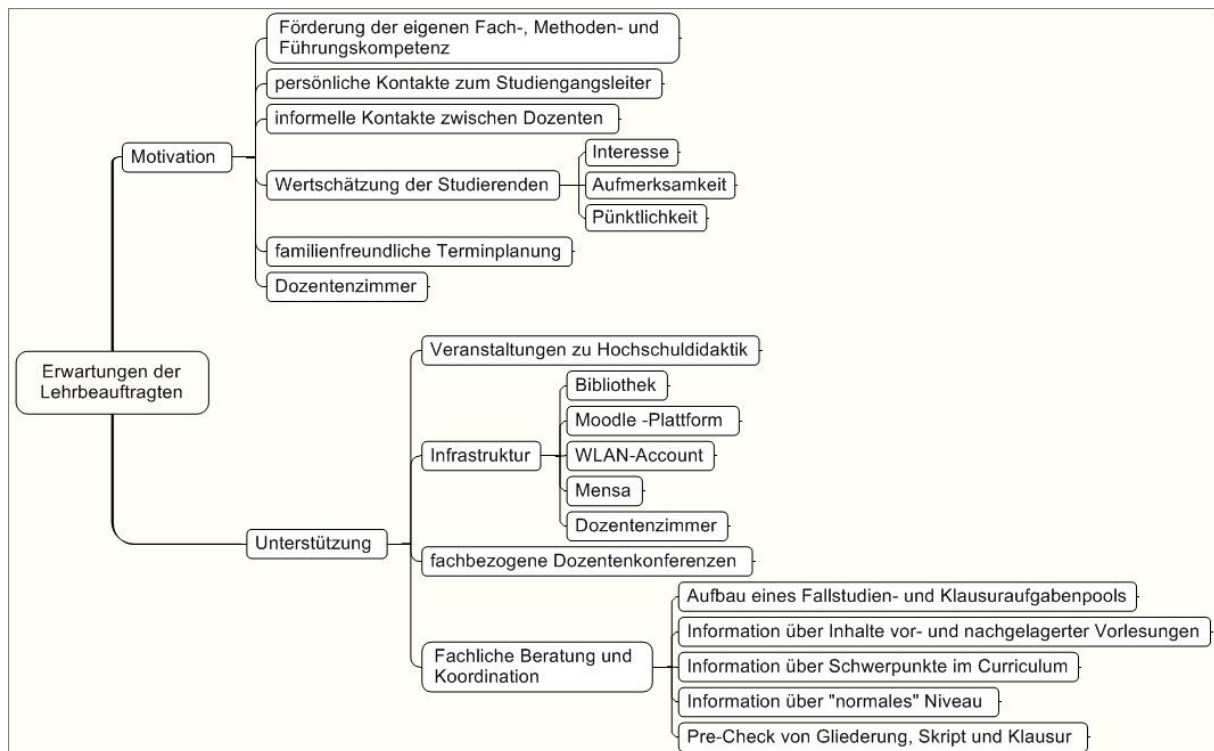 Erwartungen der
Lehrbeauftragten
Motivation
Förderung der eigenen Fach-, Methoden- und
Führungskompetenz
persönliche Kontakte zum Studiengangsleiter
informelle Kontakte zwischen Dozenten
Wertschätzung der Studierenden
Interesse
Aufmerksamkeit
Pünktlichkeit
familienfreundliche Terminplanung
Dozentenzimmer
Unterstützung
Veranstaltungen zu Hochschuldidaktik
Infrastruktur
Bibliothek
Moodle -Plattform
WLAN-Account
Mensa
Dozentenzimmer
fachbezogene Dozentenkonferenzen
Fachliche Beratung und
Koordination
Aufbau eines Fallstudien- und Klausuraufgabenpools
Information über Inhalte vor- und nachgelagerter Vorlesungen
Information über Schwerpunkte im Curriculum
Information über "normales" Niveau
Pre-Check von Gliederung, Skript und Klausur